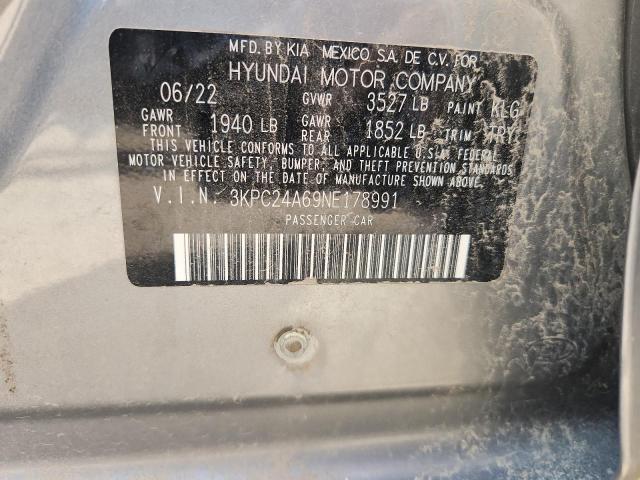 MFD. BY KIA MEXICO S.A. DE C.V. FOR
HYUNDAI MOTOR COMPANY
06/22 GVWR 3527 LB PAINT KLG
GAWR FRONT 1940 LB GAWR REAR 1852 LB TRIM TRY
THIS VEHICLE CONFORMS TO ALL APPLICABLE U.S.A. FEDERAL
MOTOR VEHICLE SAFETY, BUMPER, AND THEFT PREVENTION STANDARDS
IN EFFECT ON THE DATE OF MANUFACTURE SHOWN ABOVE.
V.I.N. 3KPC24A69NE178991
PASSENGER CAR